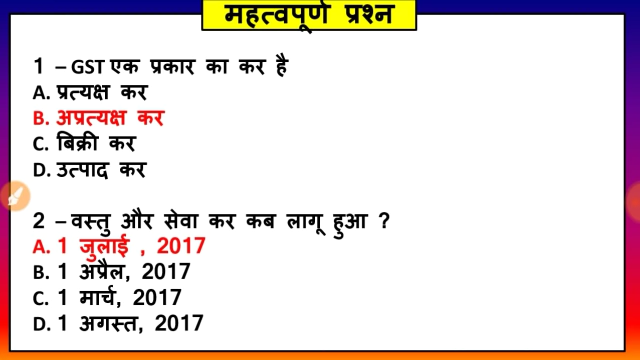 महत्वपूर्ण प्रश्न
1 – GST एक प्रकार का कर है
A. प्रत्यक्ष कर
B. अप्रत्यक्ष कर
C. बिक्री कर
D. उत्पाद कर
2 – वस्तु और सेवा कर कब लागू हुआ ?
A. 1 जुलाई , 2017
B. 1 अप्रैल, 2017
C. 1 मार्च, 2017
D. 1 अगस्त, 2017